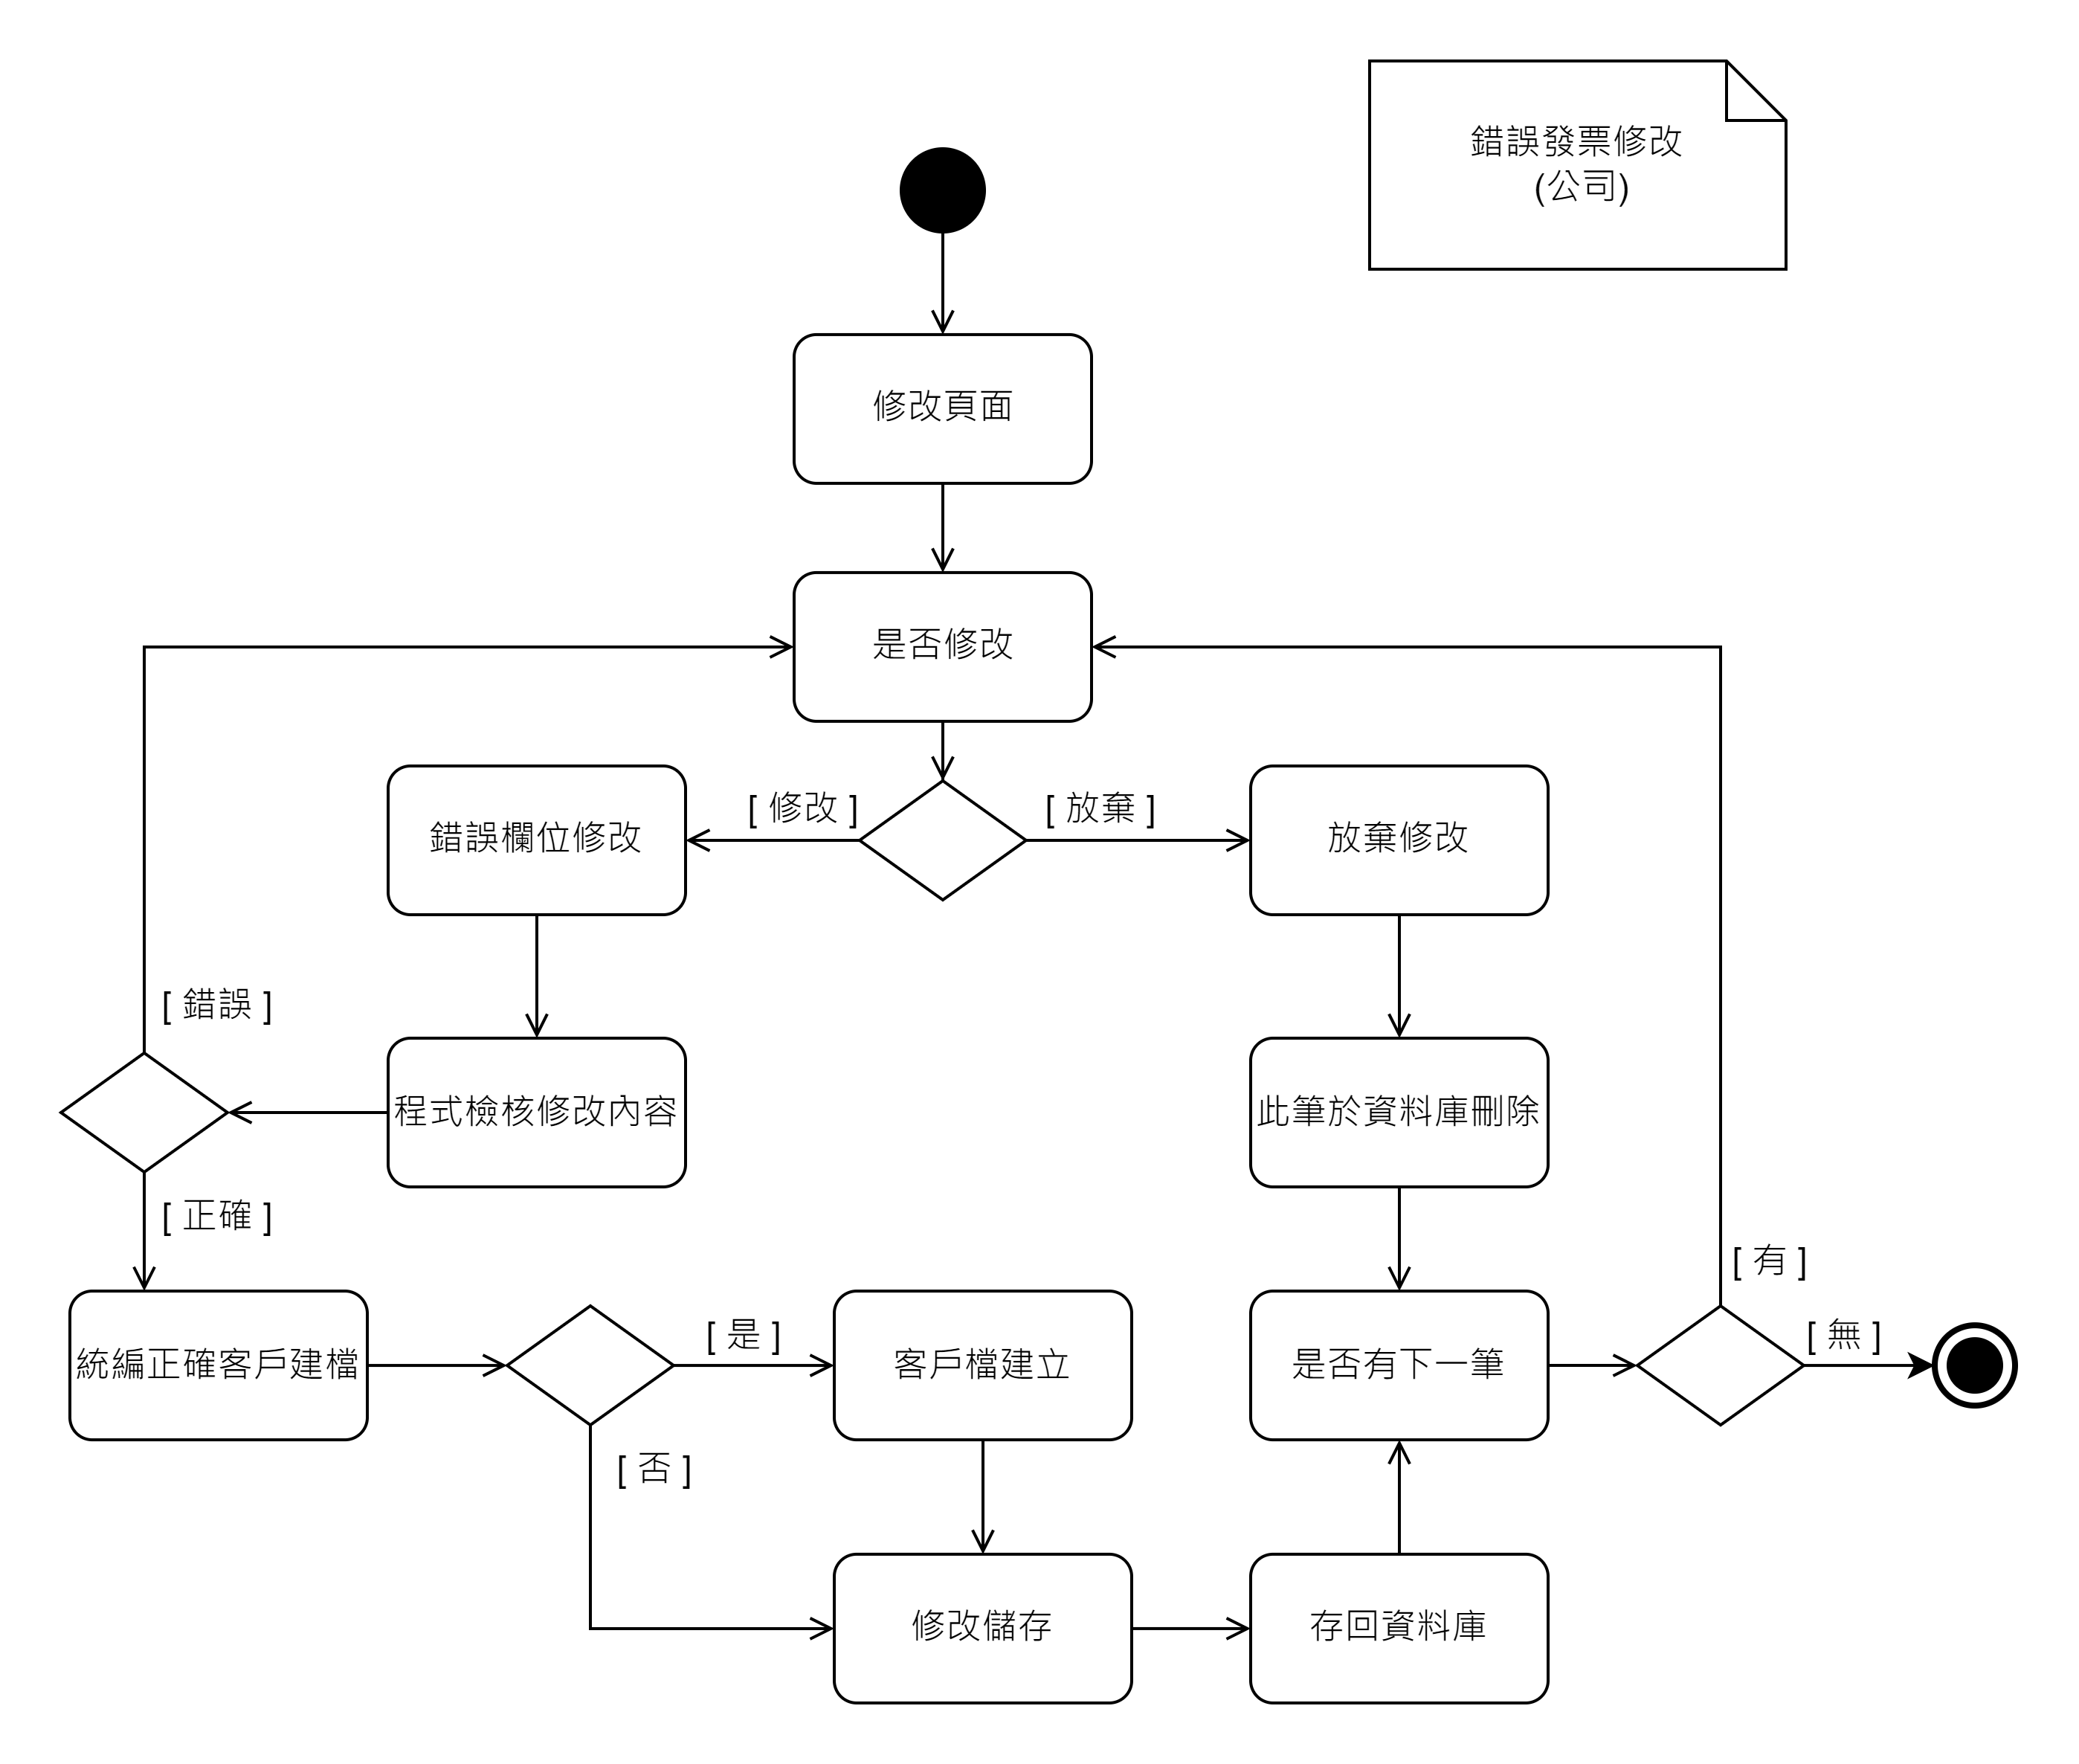 錯誤發票修改
(公司)
修改頁面
是否修改
[ 修改 ]
[ 放棄 ]
錯誤欄位修改
放棄修改
[ 錯誤 ]
程式檢核修改內容
此筆於資料庫刪除
[ 正確 ]
[ 有 ]
[ 是 ]
[ 無 ]
統編正確客戶建檔
客戶檔建立
是否有下一筆
[ 否 ]
修改儲存
存回資料庫